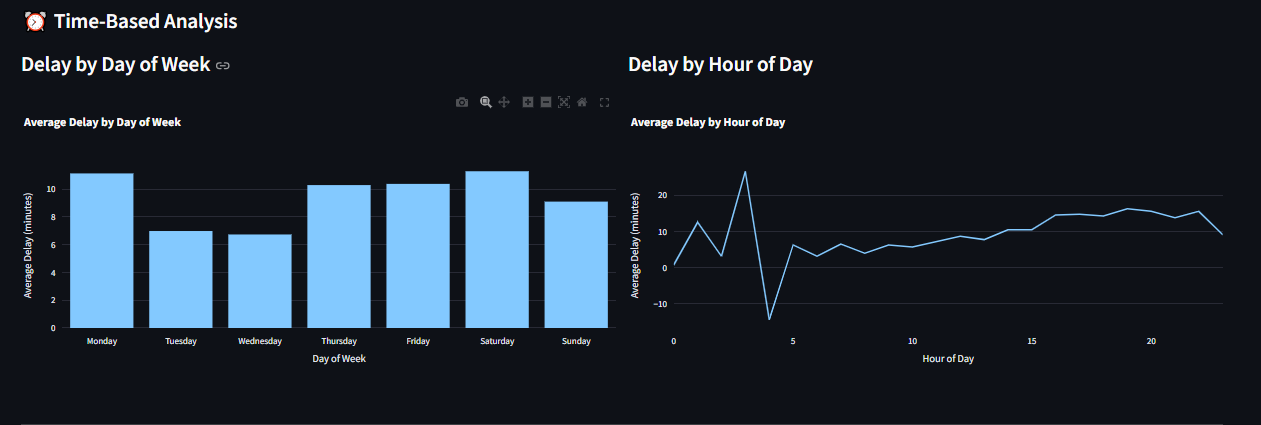 ⏰ Time-Based Analysis
Delay by Day of Week
Average Delay by Day of Week
10
8
6
4
2
0
Average Delay (minutes)
Monday Tuesday Wednesday Thursday Friday Saturday Sunday
Day of Week
Delay by Hour of Day
Average Delay by Hour of Day
20
10
0
−10
Average Delay (minutes)
0 5 10 15 20
Hour of Day